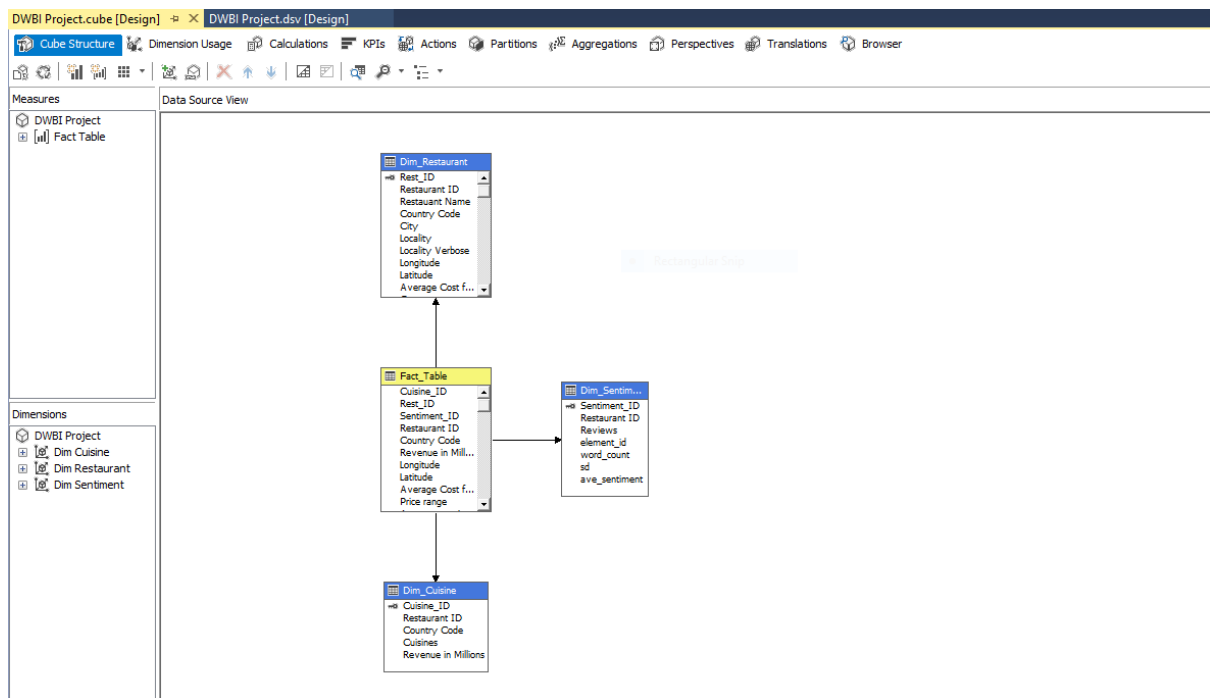 DWBI Project.cube [Design] DWBI Project.dsv [Design]
Cube Structure Dimension Usage Calculations KPIs Actions Partitions Aggregations Perspectives Translations Browser
Measures
DWBI Project
Fact Table
Dimensions
DWBI Project
Dim Cuisine
Dim Restaurant
Dim Sentiment
Data Source View
Dim_Restaurant
Rest_ID
Restaurant ID
Restauant Name
Country Code
City
Locality
Locality Verbose
Longitude
Latitude
Average Cost f...
Rectangular Snip
Fact_Table
Cuisine_ID
Rest_ID
Sentiment_ID
Restaurant ID
Country Code
Revenue in Mill...
Longitude
Latitude
Average Cost f...
Price range
Dim_Sentim...
Sentiment_ID
Restaurant ID
Reviews
element_id
word_count
sd
ave_sentiment
Dim_Cuisine
Cuisine_ID
Restaurant ID
Country Code
Cuisines
Revenue in Millions